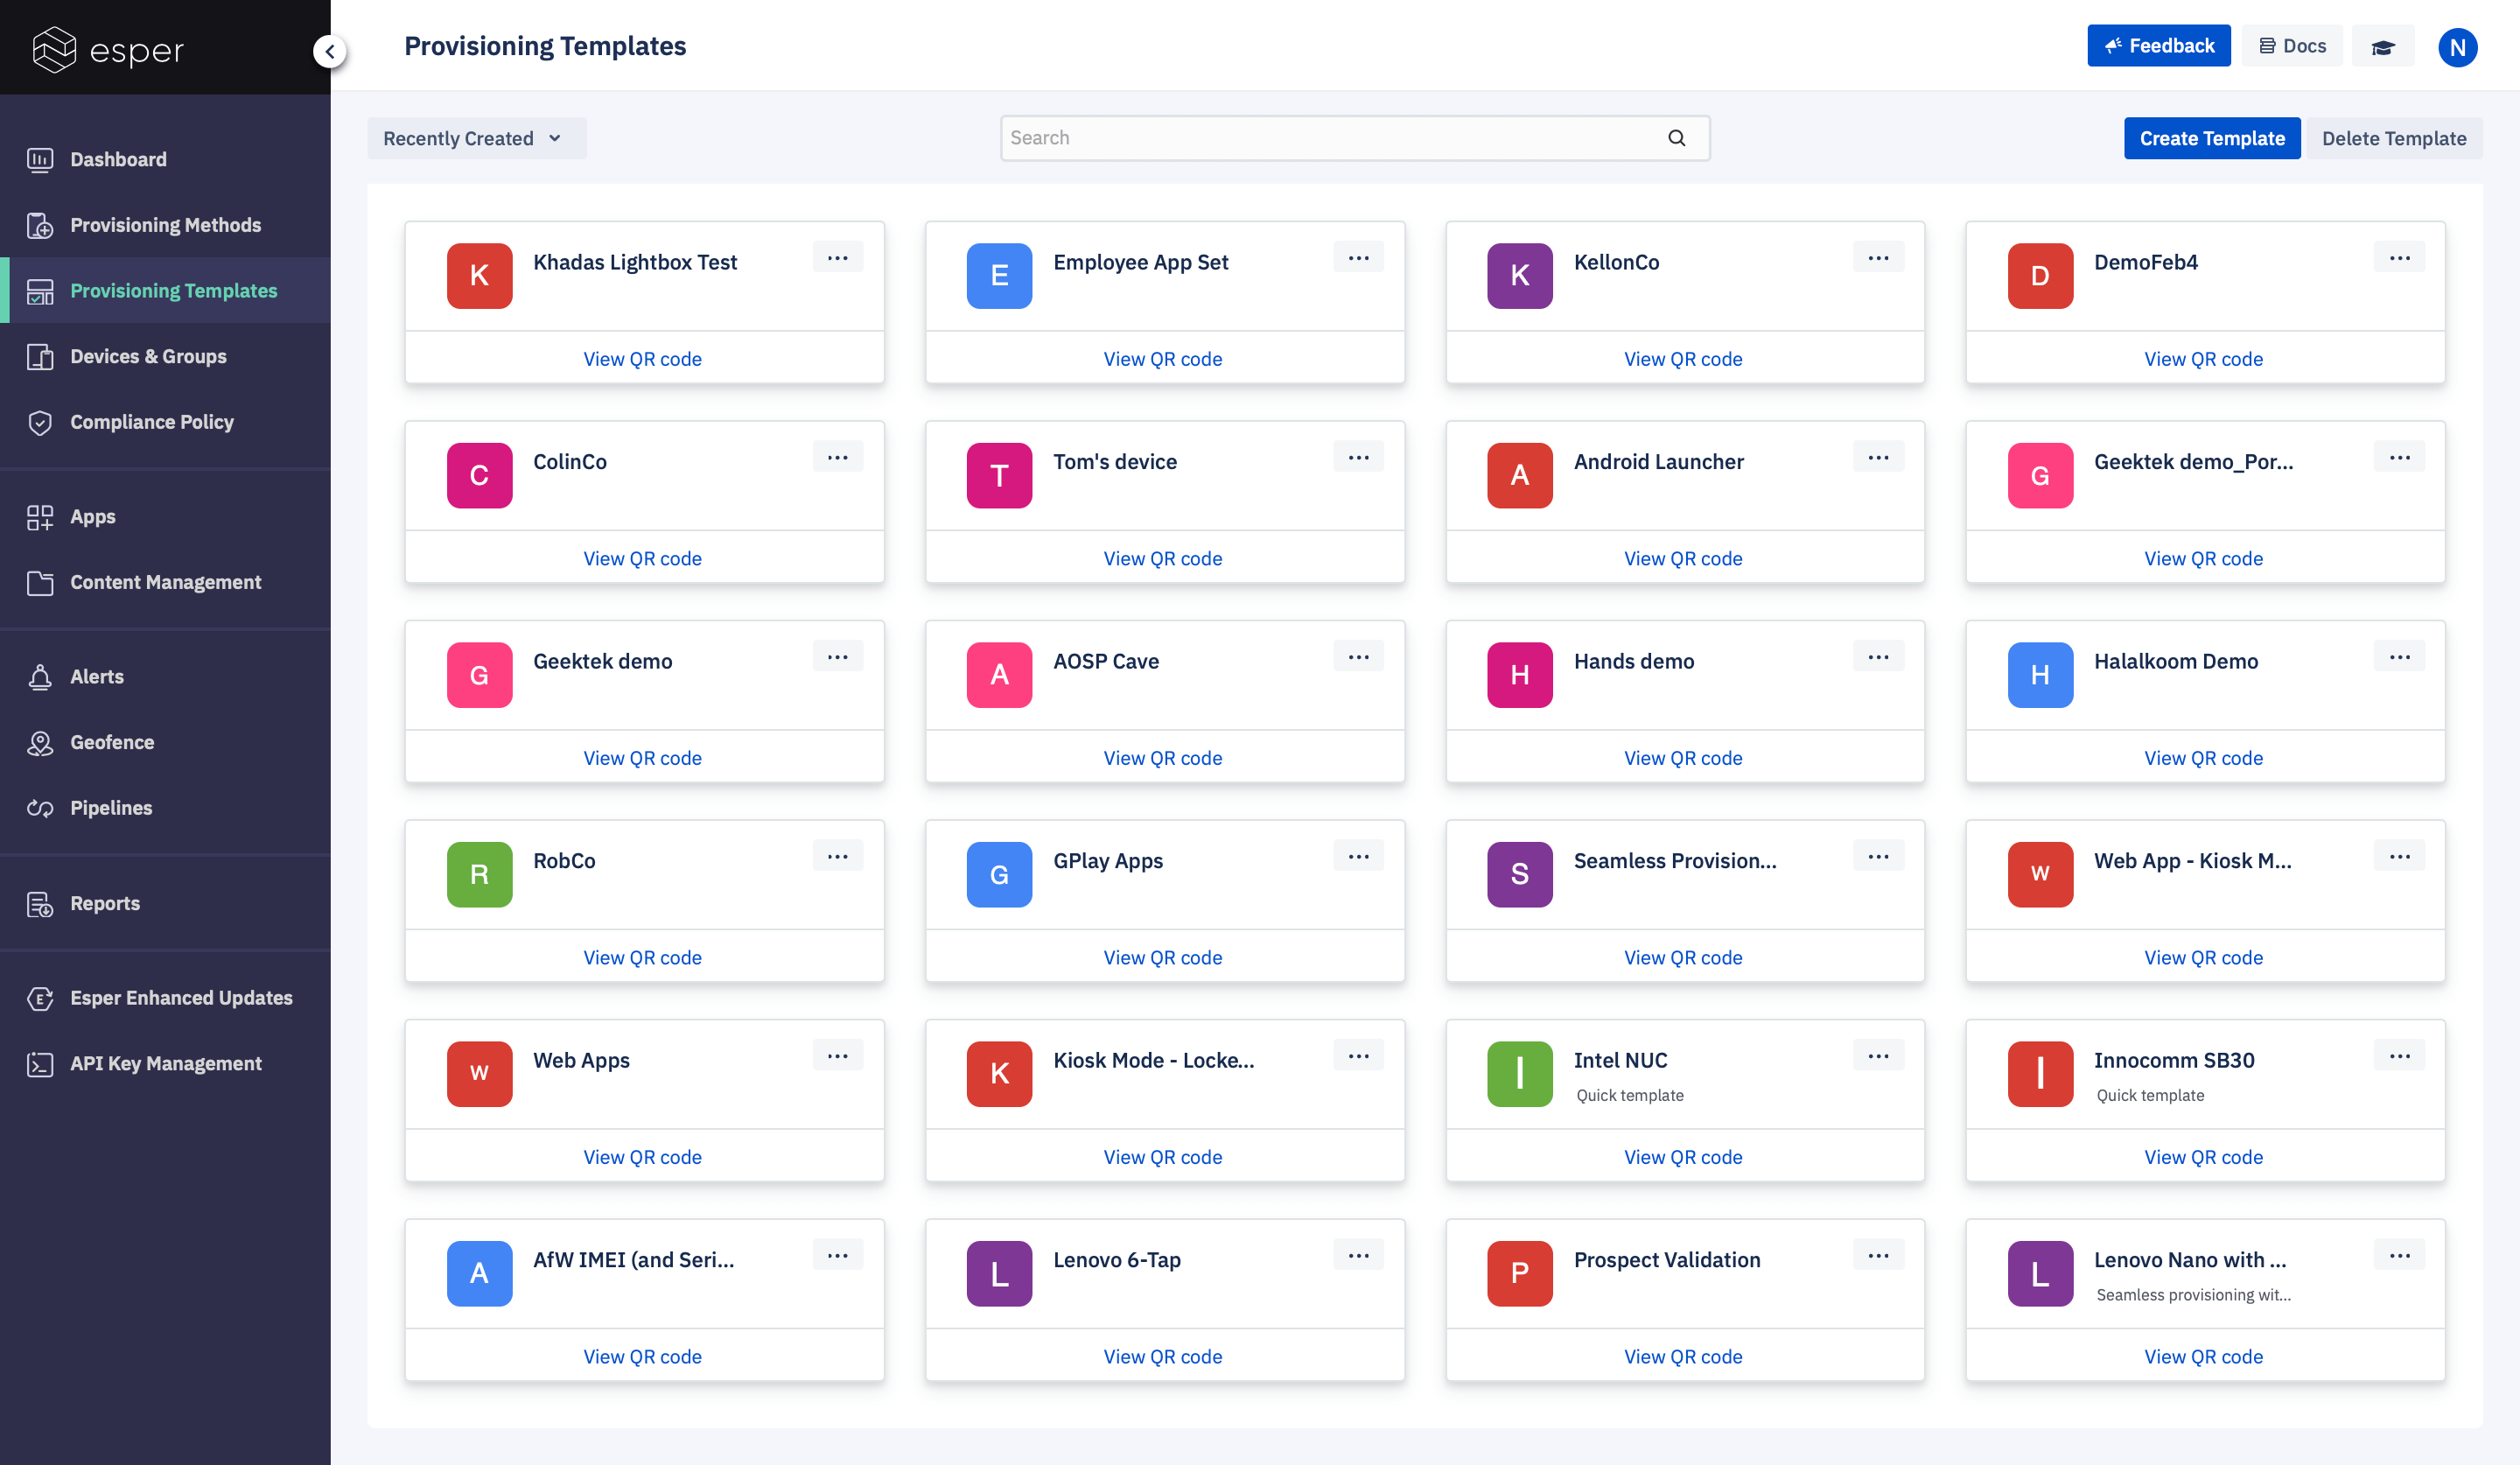 esper
Provisioning Templates
Feedback
Docs
N
Dashboard
Provisioning Methods
Provisioning Templates
Devices & Groups
Compliance Policy
Apps
Content Management
Alerts
Geofence
Pipelines
Reports
Esper Enhanced Updates
API Key Management
Recently Created
Search
Create Template
Delete Template
K
Khadas Lightbox Test
...
View QR code
E
Employee App Set
...
View QR code
K
KellonCo
...
View QR code
D
DemoFeb4
...
View QR code
C
ColinCo
...
View QR code
T
Tom's device
...
View QR code
A
Android Launcher
...
View QR code
G
Geektek demo_Por...
...
View QR code
G
Geektek demo
...
View QR code
A
AOSP Cave
...
View QR code
H
Hands demo
...
View QR code
H
Halalkoom Demo
...
View QR code
R
RobCo
...
View QR code
G
GPlay Apps
...
View QR code
S
Seamless Provision...
...
View QR code
W
Web App - Kiosk M...
...
View QR code
W
Web Apps
...
View QR code
K
Kiosk Mode - Locke...
...
View QR code
I
Intel NUC
...
Quick template
View QR code
I
Innocomm SB30
...
Quick template
View QR code
A
AfW IMEI (and Seri...
...
View QR code
L
Lenovo 6-Tap
...
View QR code
P
Prospect Validation
...
View QR code
L
Lenovo Nano with ...
...
Seamless provisioning wit...
View QR code